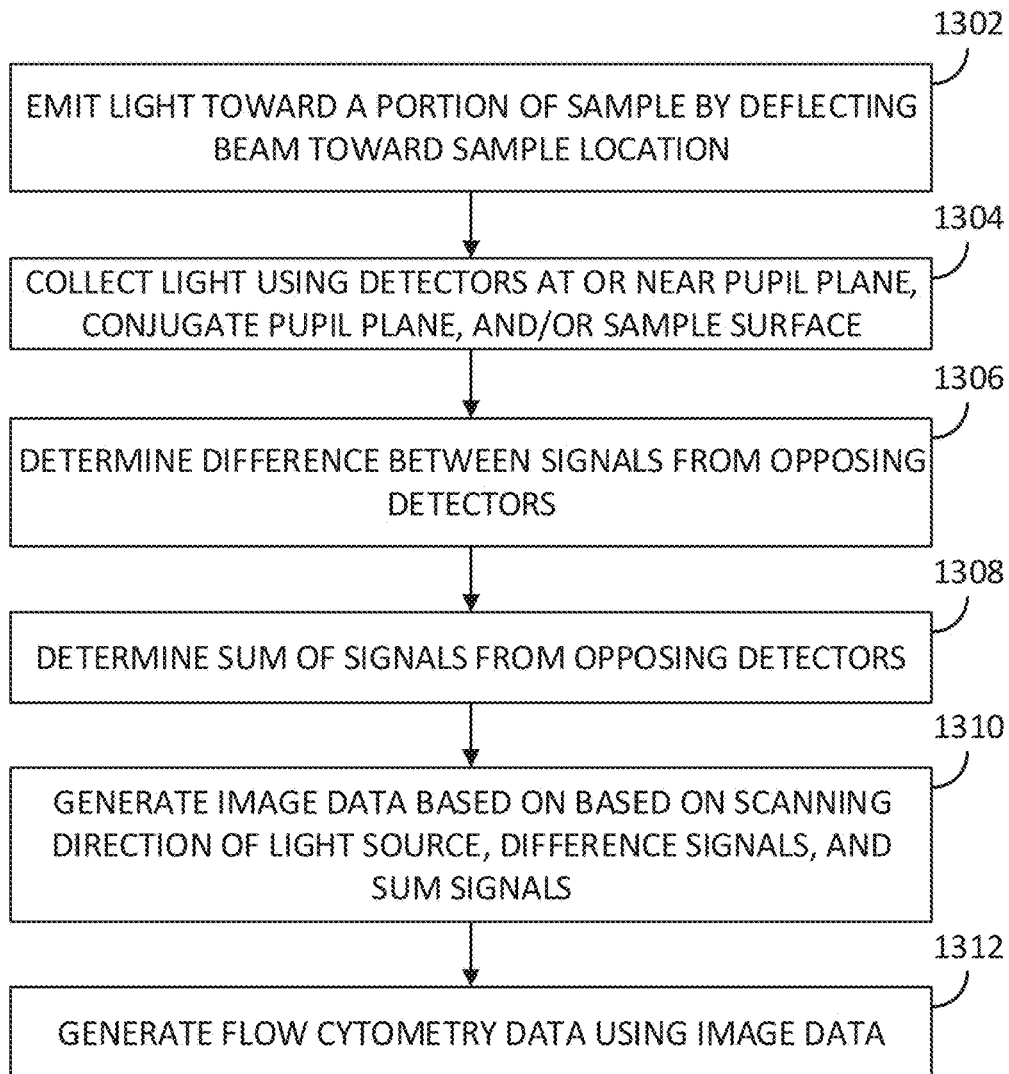 1302
EMIT LIGHT TOWARD A PORTION OF SAMPLE BY DEFLECTING
BEAM TOWARD SAMPLE LOCATION
1304
COLLECT LIGHT USING DETECTORS AT OR NEAR PUPIL PLANE,
CONJUGATE PUPIL PLANE, AND/OR SAMPLE SURFACE
1306
DETERMINE DIFFERENCE BETWEEN SIGNALS FROM OPPOSING
DETECTORS
1308
DETERMINE SUM OF SIGNALS FROM OPPOSING DETECTORS
1310
GENERATE IMAGE DATA BASED ON BASED ON SCANNING
DIRECTION OF LIGHT SOURCE, DIFFERENCE SIGNALS, AND
SUM SIGNALS
1312
GENERATE FLOW CYTOMETRY DATA USING IMAGE DATA